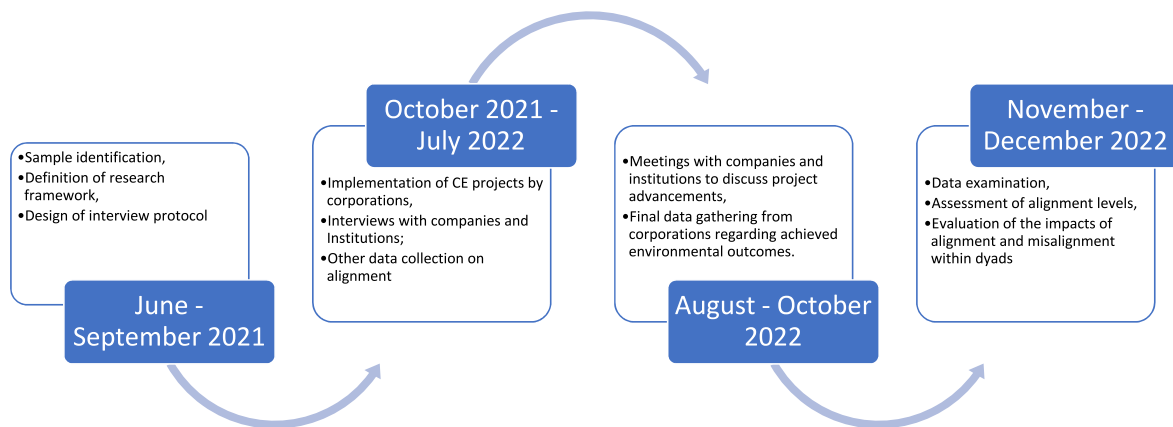 •Sample identification,
•Definition of research
framework,
•Design of interview protocol
June -
September 2021
October 2021 -
July 2022
•Implementation of CE projects by
corporations,
•Interviews with companies and
Institutions;
•Other data collection on
alignment
•Meetings with companies and
institutions to discuss project
advancements,
•Final data gathering from
corporations regarding achieved
environmental outcomes.
August - October
2022
November -
December 2022
•Data examination,
•Assessment of alignment levels,
•Evaluation of the impacts of
alignment and misalignment
within dyads